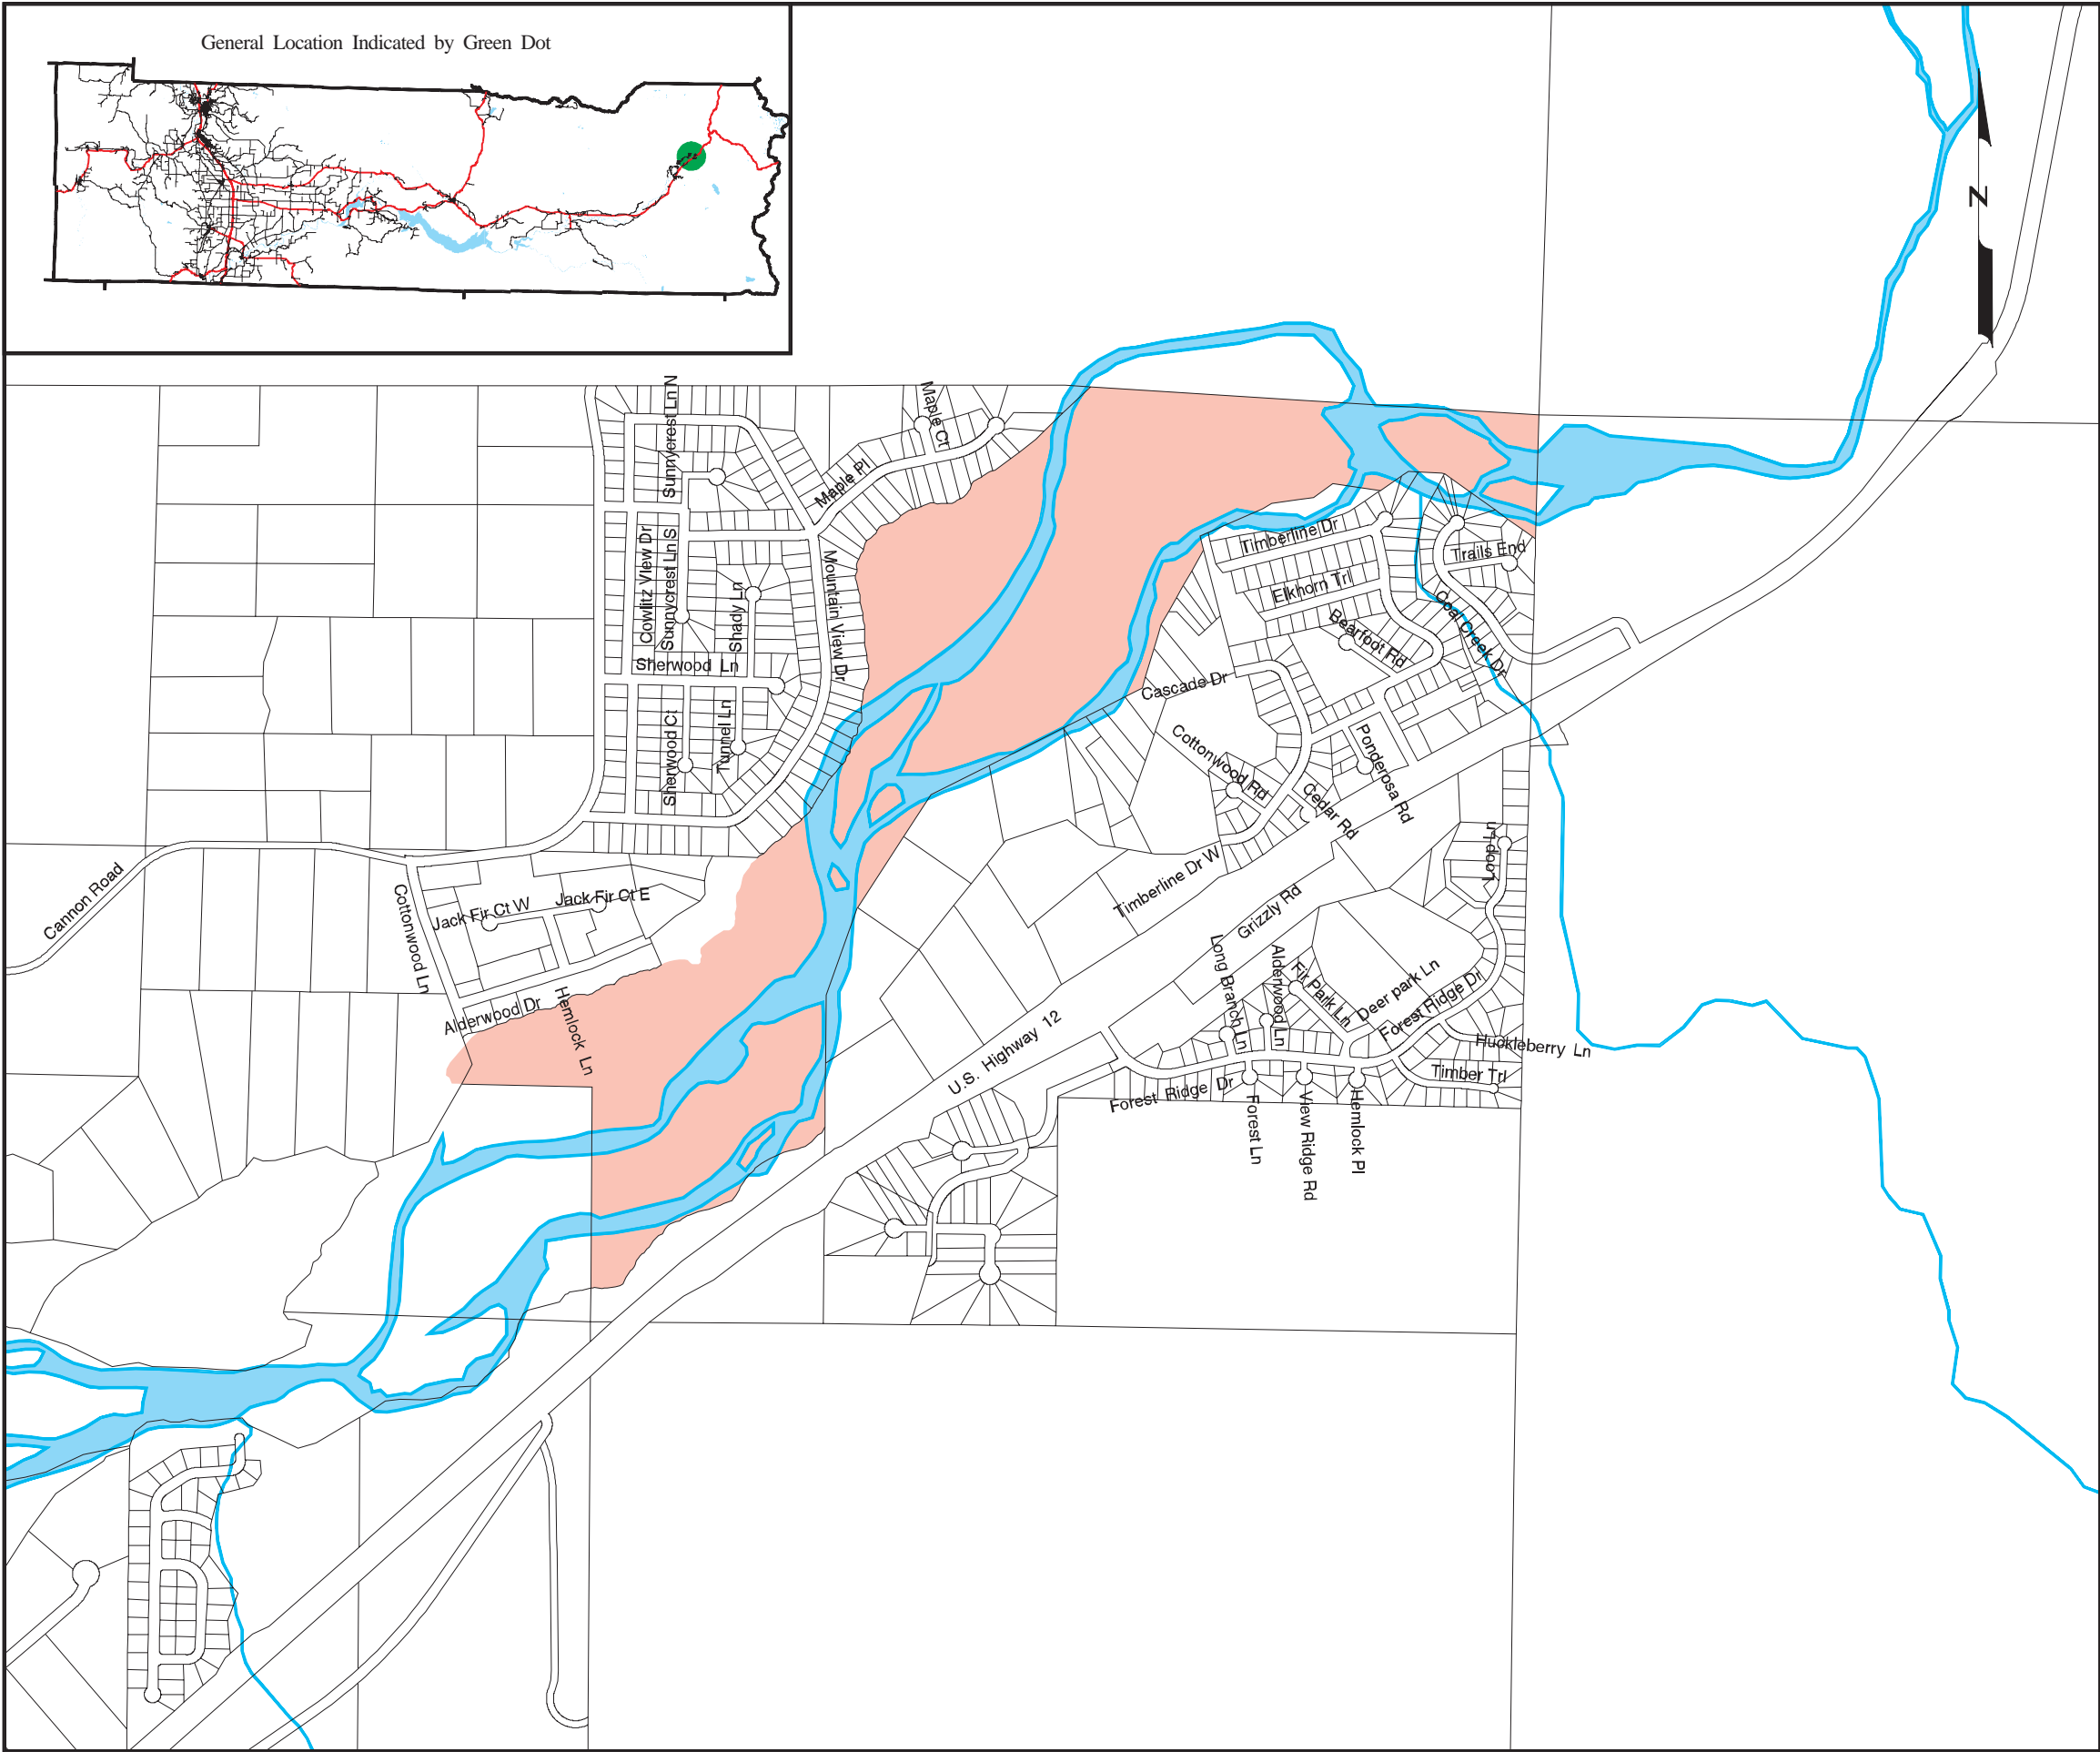 General Location Indicated by Green Dot
N
Sunnycrest Ln N
Maple Ct
Maple Pl
Cowlitz View Dr
Sunnycrest Ln S
Shady Ln
Mountain View Dr
Sherwood Ln
Sherwood Ct
Tunnel Ln
Timberline Dr
Trails End
Elkhorn Trl
Coal Creek Dr
Bearfoot Rd
Cascade Dr
Cottonwood Rd
Ponderosa Rd
Cedar Rd
Timberline Dr W
Loop Ln
Cannon Road
Cottonwood Ln
Jack Fir Ct W
Jack Fir Ct E
Alderwood Dr
Hemlock Ln
Grizzly Rd
Long Branch Ln
Alderwood Ln
Fir Park Ln
Deer park Ln
Forest Ridge Dr
Huckleberry Ln
Timber Trl
U.S. Highway 12
Forest Ridge Dr
Forest Ln
View Ridge Rd
Hemlock Pl